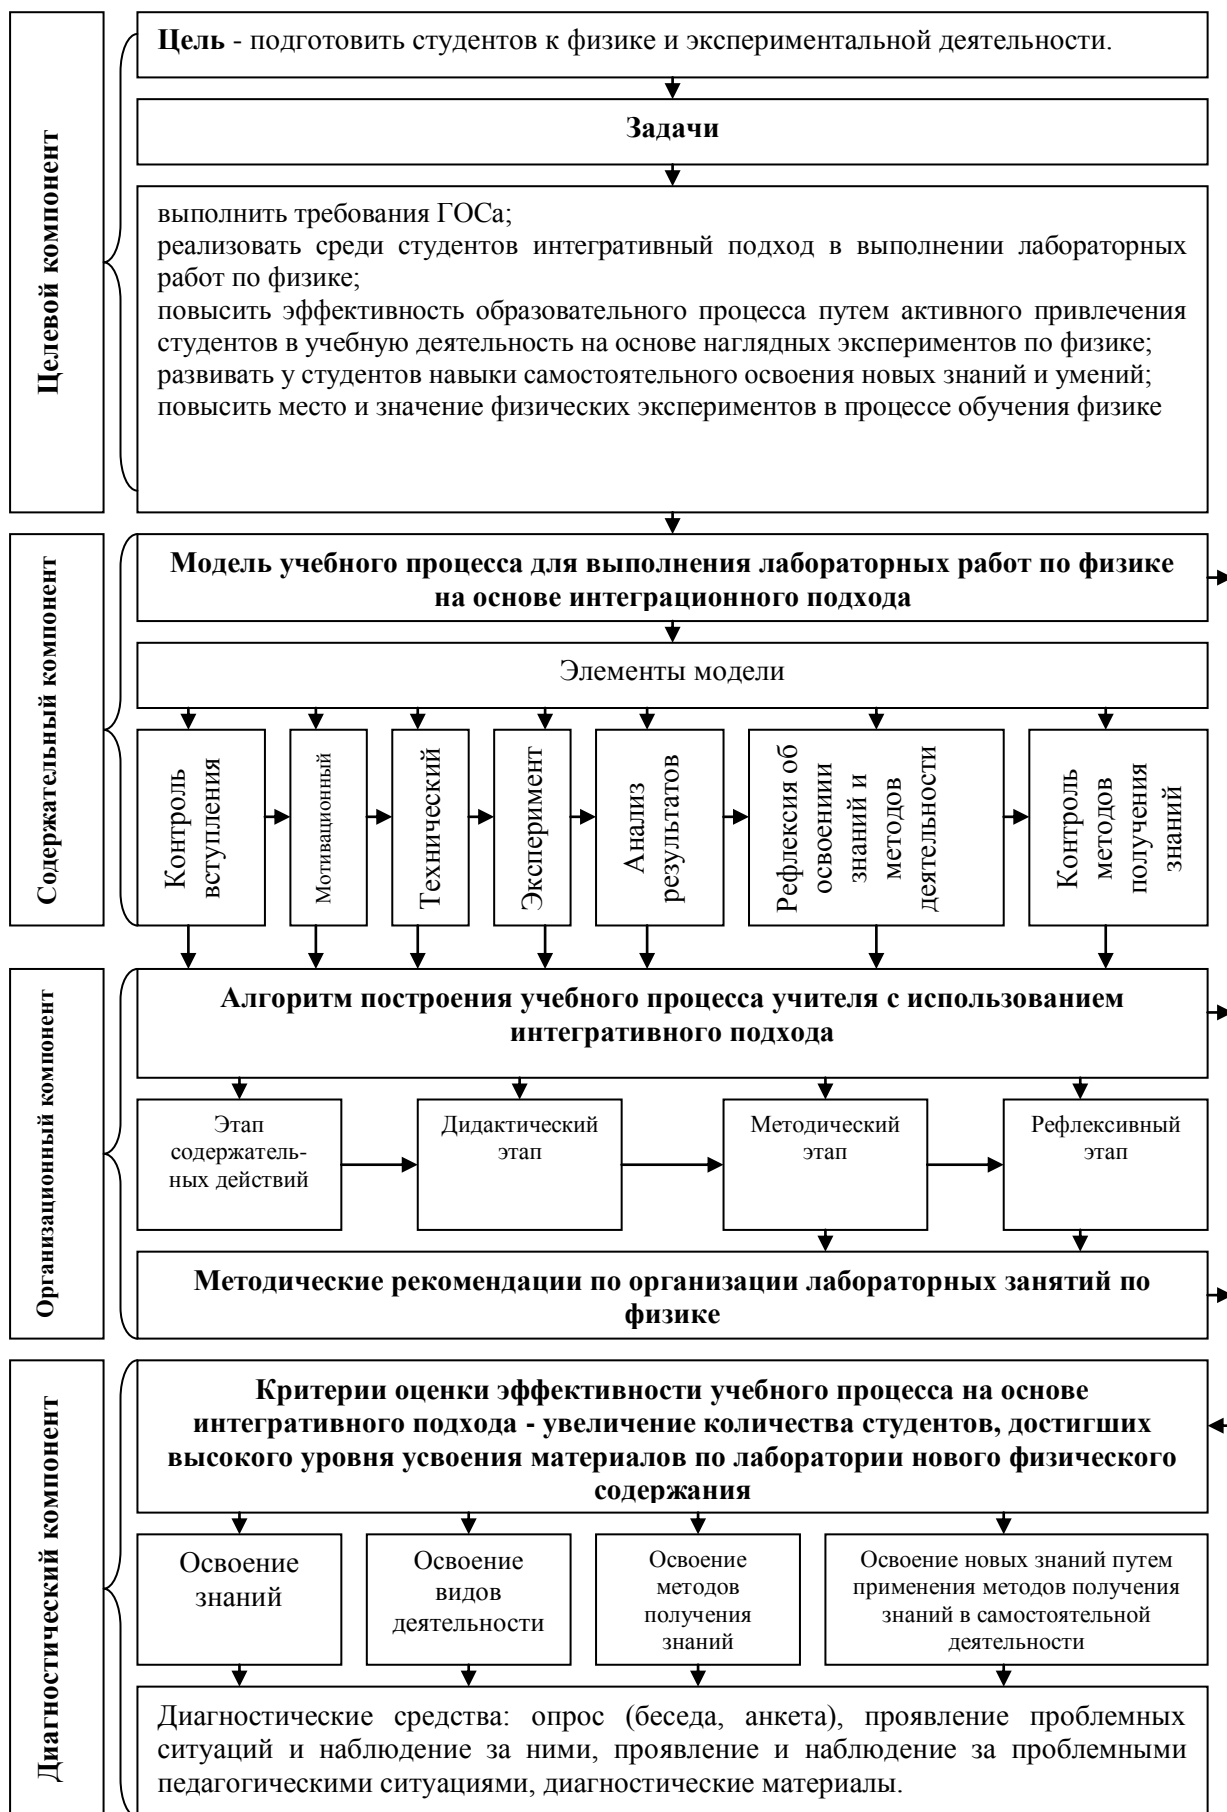 Целевой компонент
Цель - подготовить студентов к физике и экспериментальной деятельности.
Задачи
выполнить требования ГОСа;
реализовать среди студентов интегративный подход в выполнении лабораторных
работ по физике;
повысить эффективность образовательного процесса путем активного привлечения
студентов в учебную деятельность на основе наглядных экспериментов по физике;
развивать у студентов навыки самостоятельного освоения новых знаний и умений;
повысить место и значение физических экспериментов в процессе обучения физике
Содержательный компонент
Модель учебного процесса для выполнения лабораторных работ по физике
на основе интеграционного подхода
Элементы модели
Контроль
вступления
Мотивационный
Технический
Эксперимент
Анализ
результатов
Рефлексия об
освоениии
знаний и
методов
деятельности
Контроль
методов
получения
знаний
Организационный компонент
Алгоритм построения учебного процесса учителя с использованием
интегративного подхода
Этап
содержатель-
ных действий
Дидактический
этап
Методический
этап
Рефлексивный
этап
Методические рекомендации по организации лабораторных занятий по
физике
Диагностический компонент
Критерии оценки эффективности учебного процесса на основе
интегративного подхода - увеличение количества студентов, достигших
высокого уровня усвоения материалов по лаборатории нового физического
содержания
Освоение
знаний
Освоение
видов
деятельности
Освоение
методов
получения
знаний
Освоение новых знаний путем
применения методов получения
знаний в самостоятельной
деятельности
Диагностические средства: опрос (беседа, анкета), проявление проблемных
ситуаций и наблюдение за ними, проявление и наблюдение за проблемными
педагогическими ситуациями, диагностические материалы.